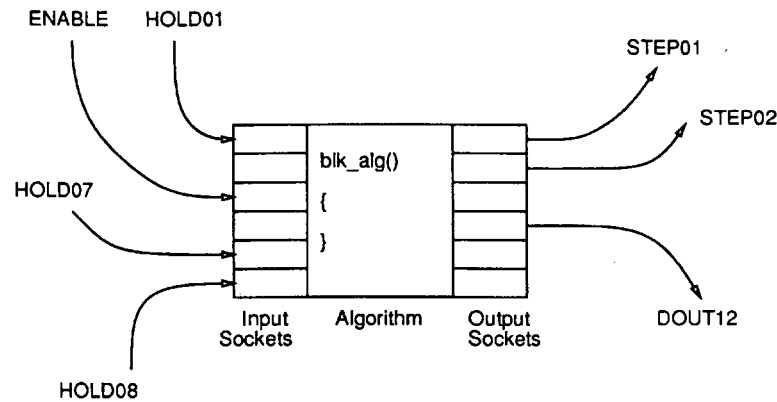 ENABLE
HOLD01
STEP01
STEP02
blk_alg()
HOLD07
{
}
Input
Sockets
Algorithm
Output
Sockets
DOUT12
HOLD08